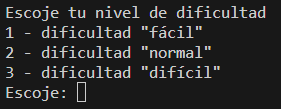 Escoje tu nivel de dificultad
1 - dificultad "fácil"
2 - dificultad "normal"
3 - dificultad "difícil"
Escoje: